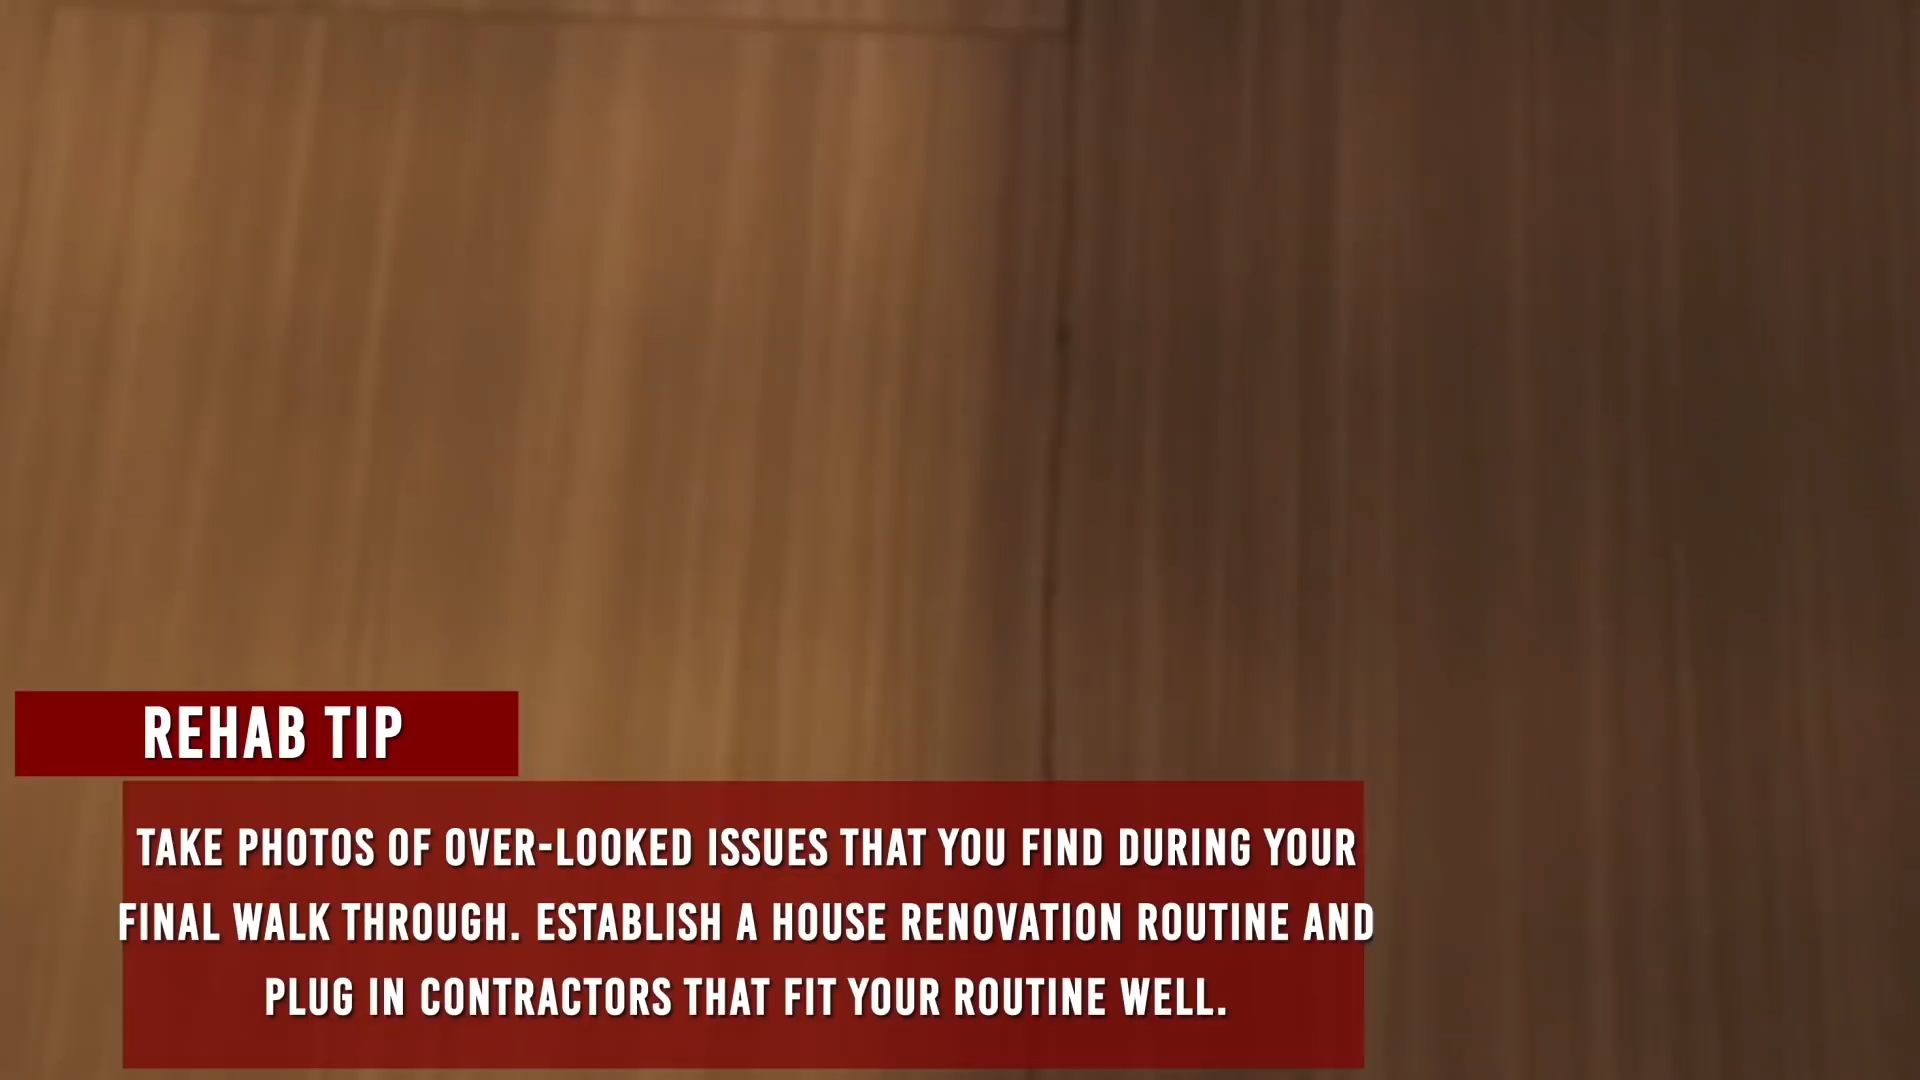 REHAB TIP
TAKE PHOTOS OF OVER-LOOKED ISSUES THAT YOU FIND DURING YOUR
FINAL WALK THROUGH. ESTABLISH A HOUSE RENOVATION ROUTINE AND
PLUG IN CONTRACTORS THAT FIT YOUR ROUTINE WELL.